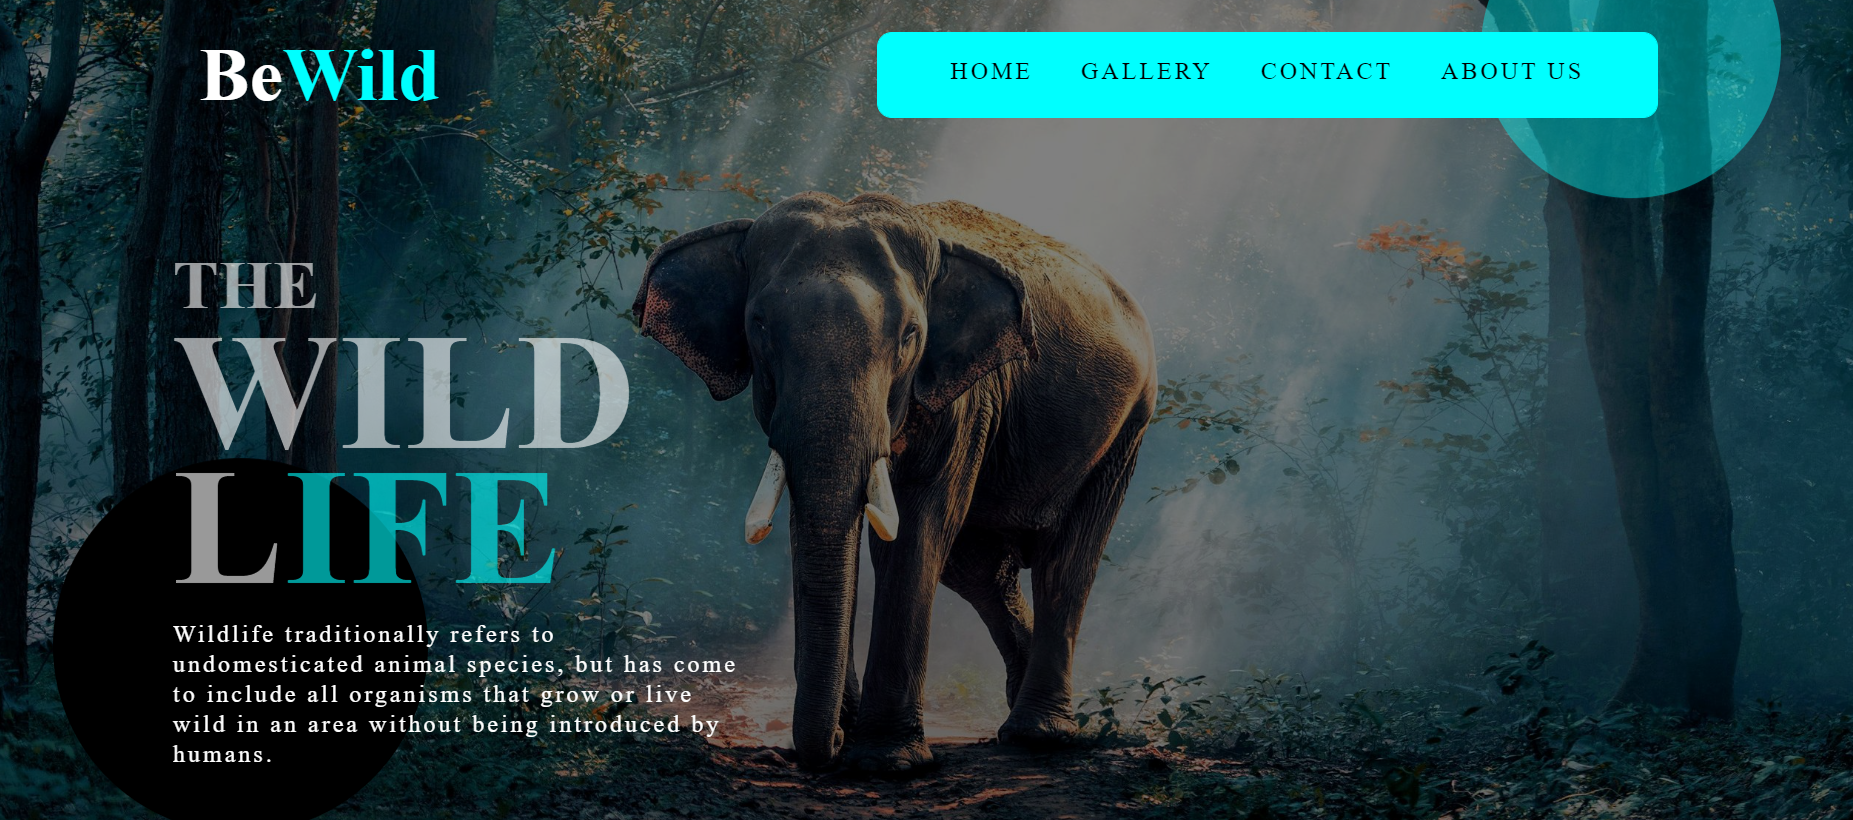 BeWild
HOME GALLERY CONTACT ABOUT US
THE
WILD
LIFE
Wildlife traditionally refers to
undomesticated animal species, but has come
to include all organisms that grow or live
wild in an area without being introduced by
humans.